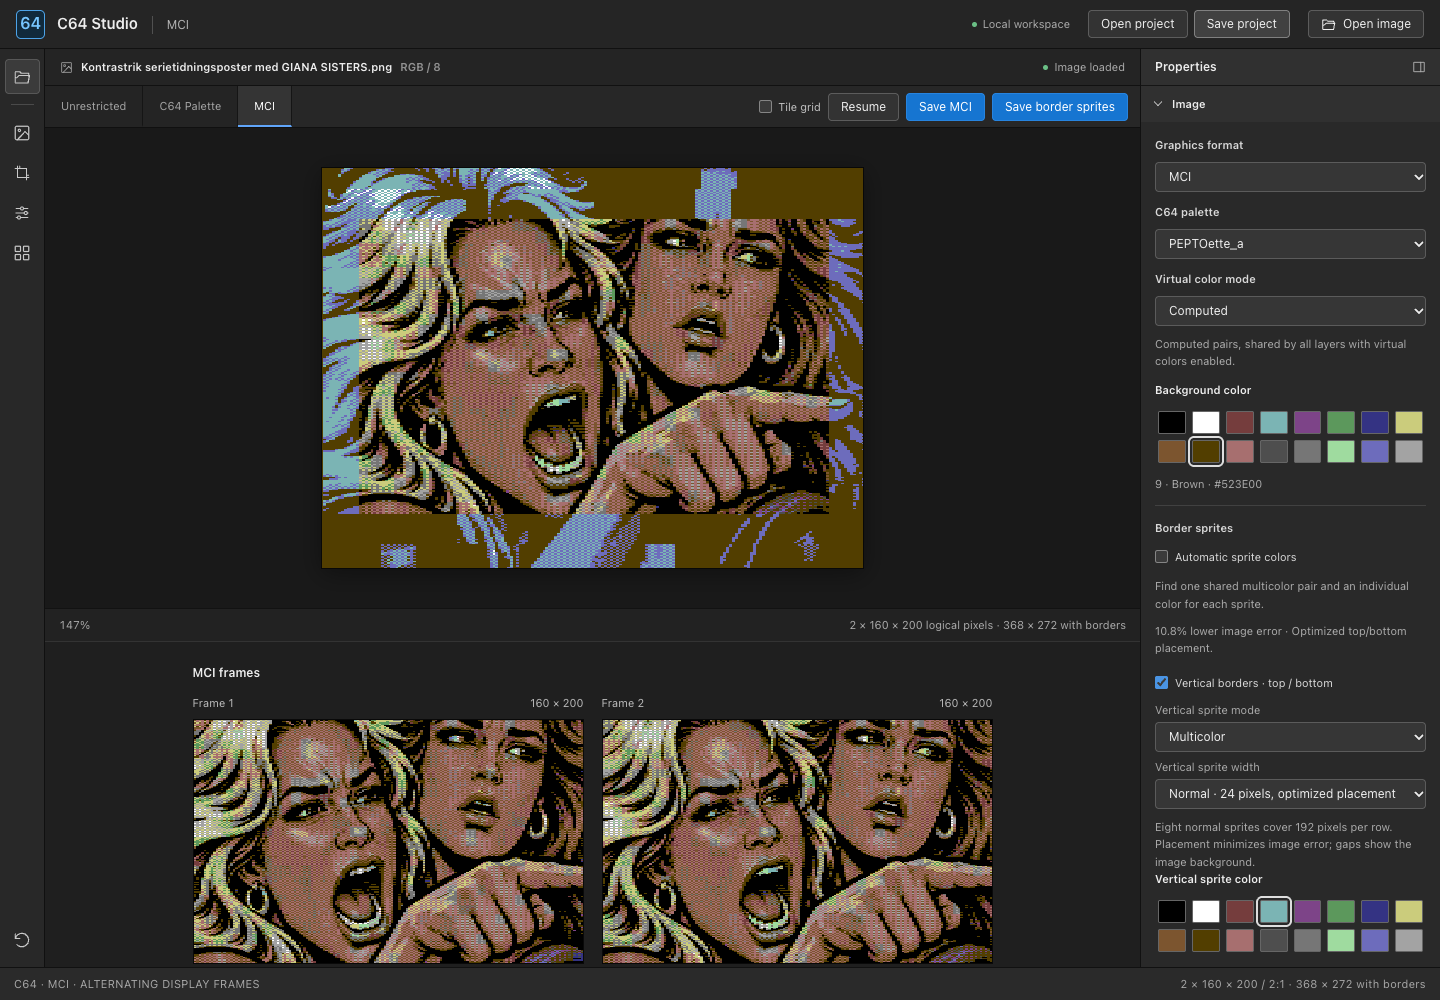 64 C64 Studio MCI Local workspace Open project Save project Open image
Kontrastrik serietidningsposter med GIANA SISTERS.png RGB / 8 Image loaded
Unrestricted C64 Palette MCI Tile grid Resume Save MCI Save border sprites
147% 2 × 160 × 200 logical pixels · 368 × 272 with borders
MCI frames
Frame 1 160 × 200 Frame 2 160 × 200
Properties
Image
Graphics format
MCI
C64 palette
PEPTOette_a
Virtual color mode
Computed
Computed pairs, shared by all layers with virtual
colors enabled.
Background color
9 · Brown · #523E00
Border sprites
Automatic sprite colors
Find one shared multicolor pair and an individual
color for each sprite.
10.8% lower image error · Optimized top/bottom
placement.
Vertical borders · top / bottom
Vertical sprite mode
Multicolor
Vertical sprite width
Normal · 24 pixels, optimized placement
Eight normal sprites cover 192 pixels per row.
Placement minimizes image error; gaps show the
image background.
Vertical sprite color
C64 · MCI · ALTERNATING DISPLAY FRAMES 2 × 160 × 200 / 2:1 · 368 × 272 with borders